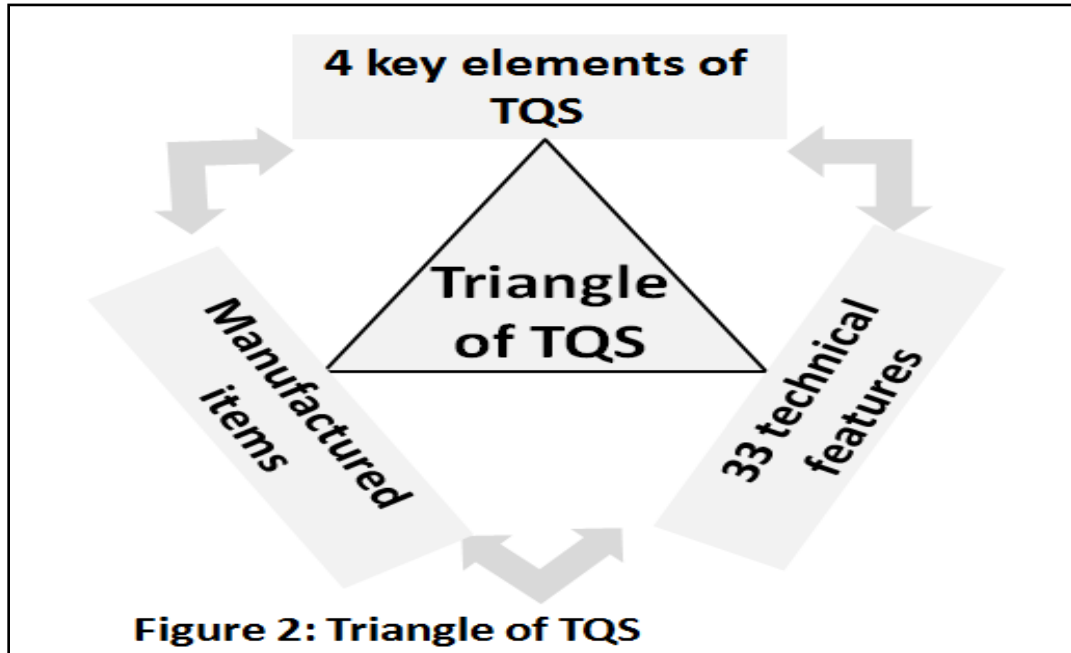 4 key elements of
TQS
Triangle
of TQS
Manufactured
items
33 technical
features
Figure 2: Triangle of TQS